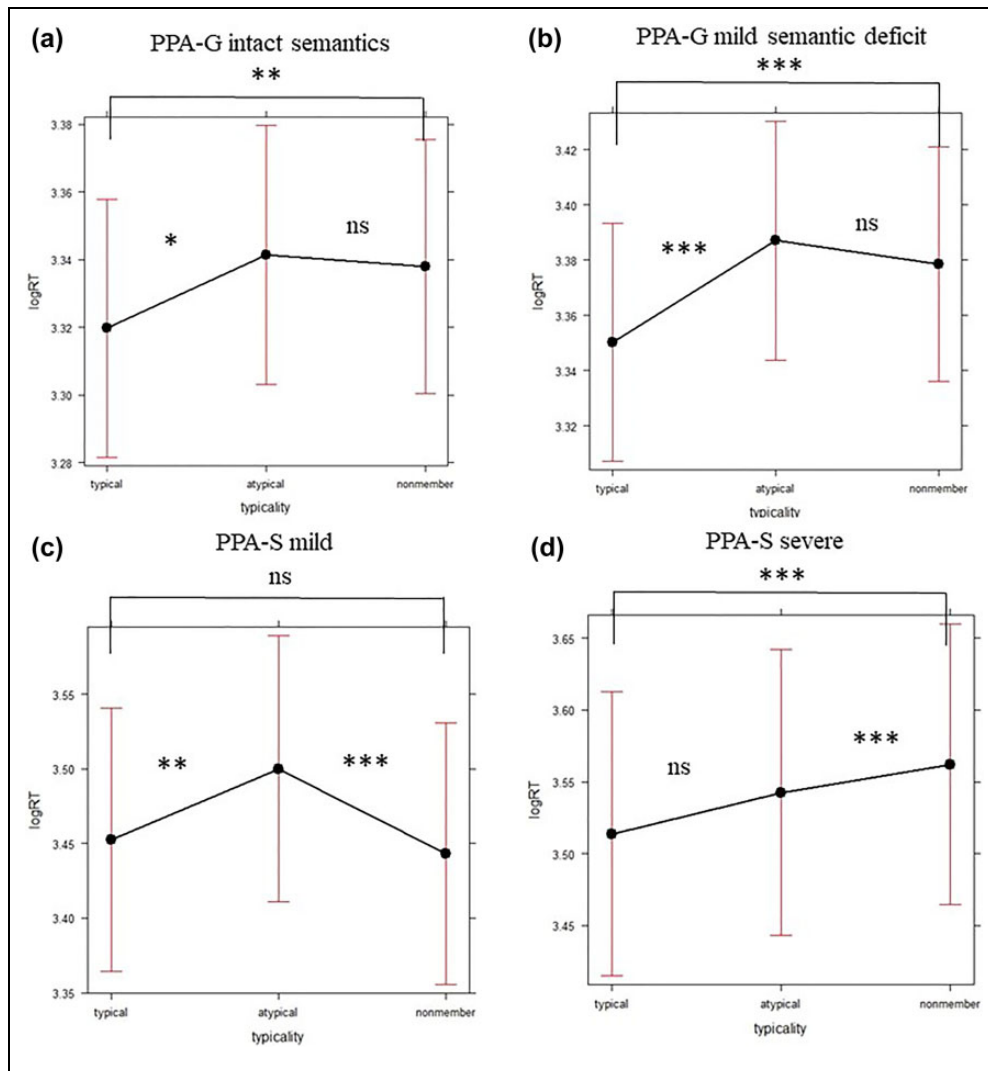 (a)
PPA-G intact semantics
**
3.38
3.36
3.34
3.32
3.30
3.28
logRT
*
ns
typical
atypical
nonmember
typicality
(b)
PPA-G mild semantic deficit
***
3.42
3.40
3.38
3.36
3.34
3.32
logRT
***
ns
typical
atypical
nonmember
typicality
(c)
PPA-S mild
ns
3.55
3.50
3.45
3.40
3.35
logRT
**
***
typical
atypical
nonmember
typicality
(d)
PPA-S severe
***
3.65
3.60
3.55
3.50
3.45
logRT
ns
***
typical
atypical
nonmember
typicality